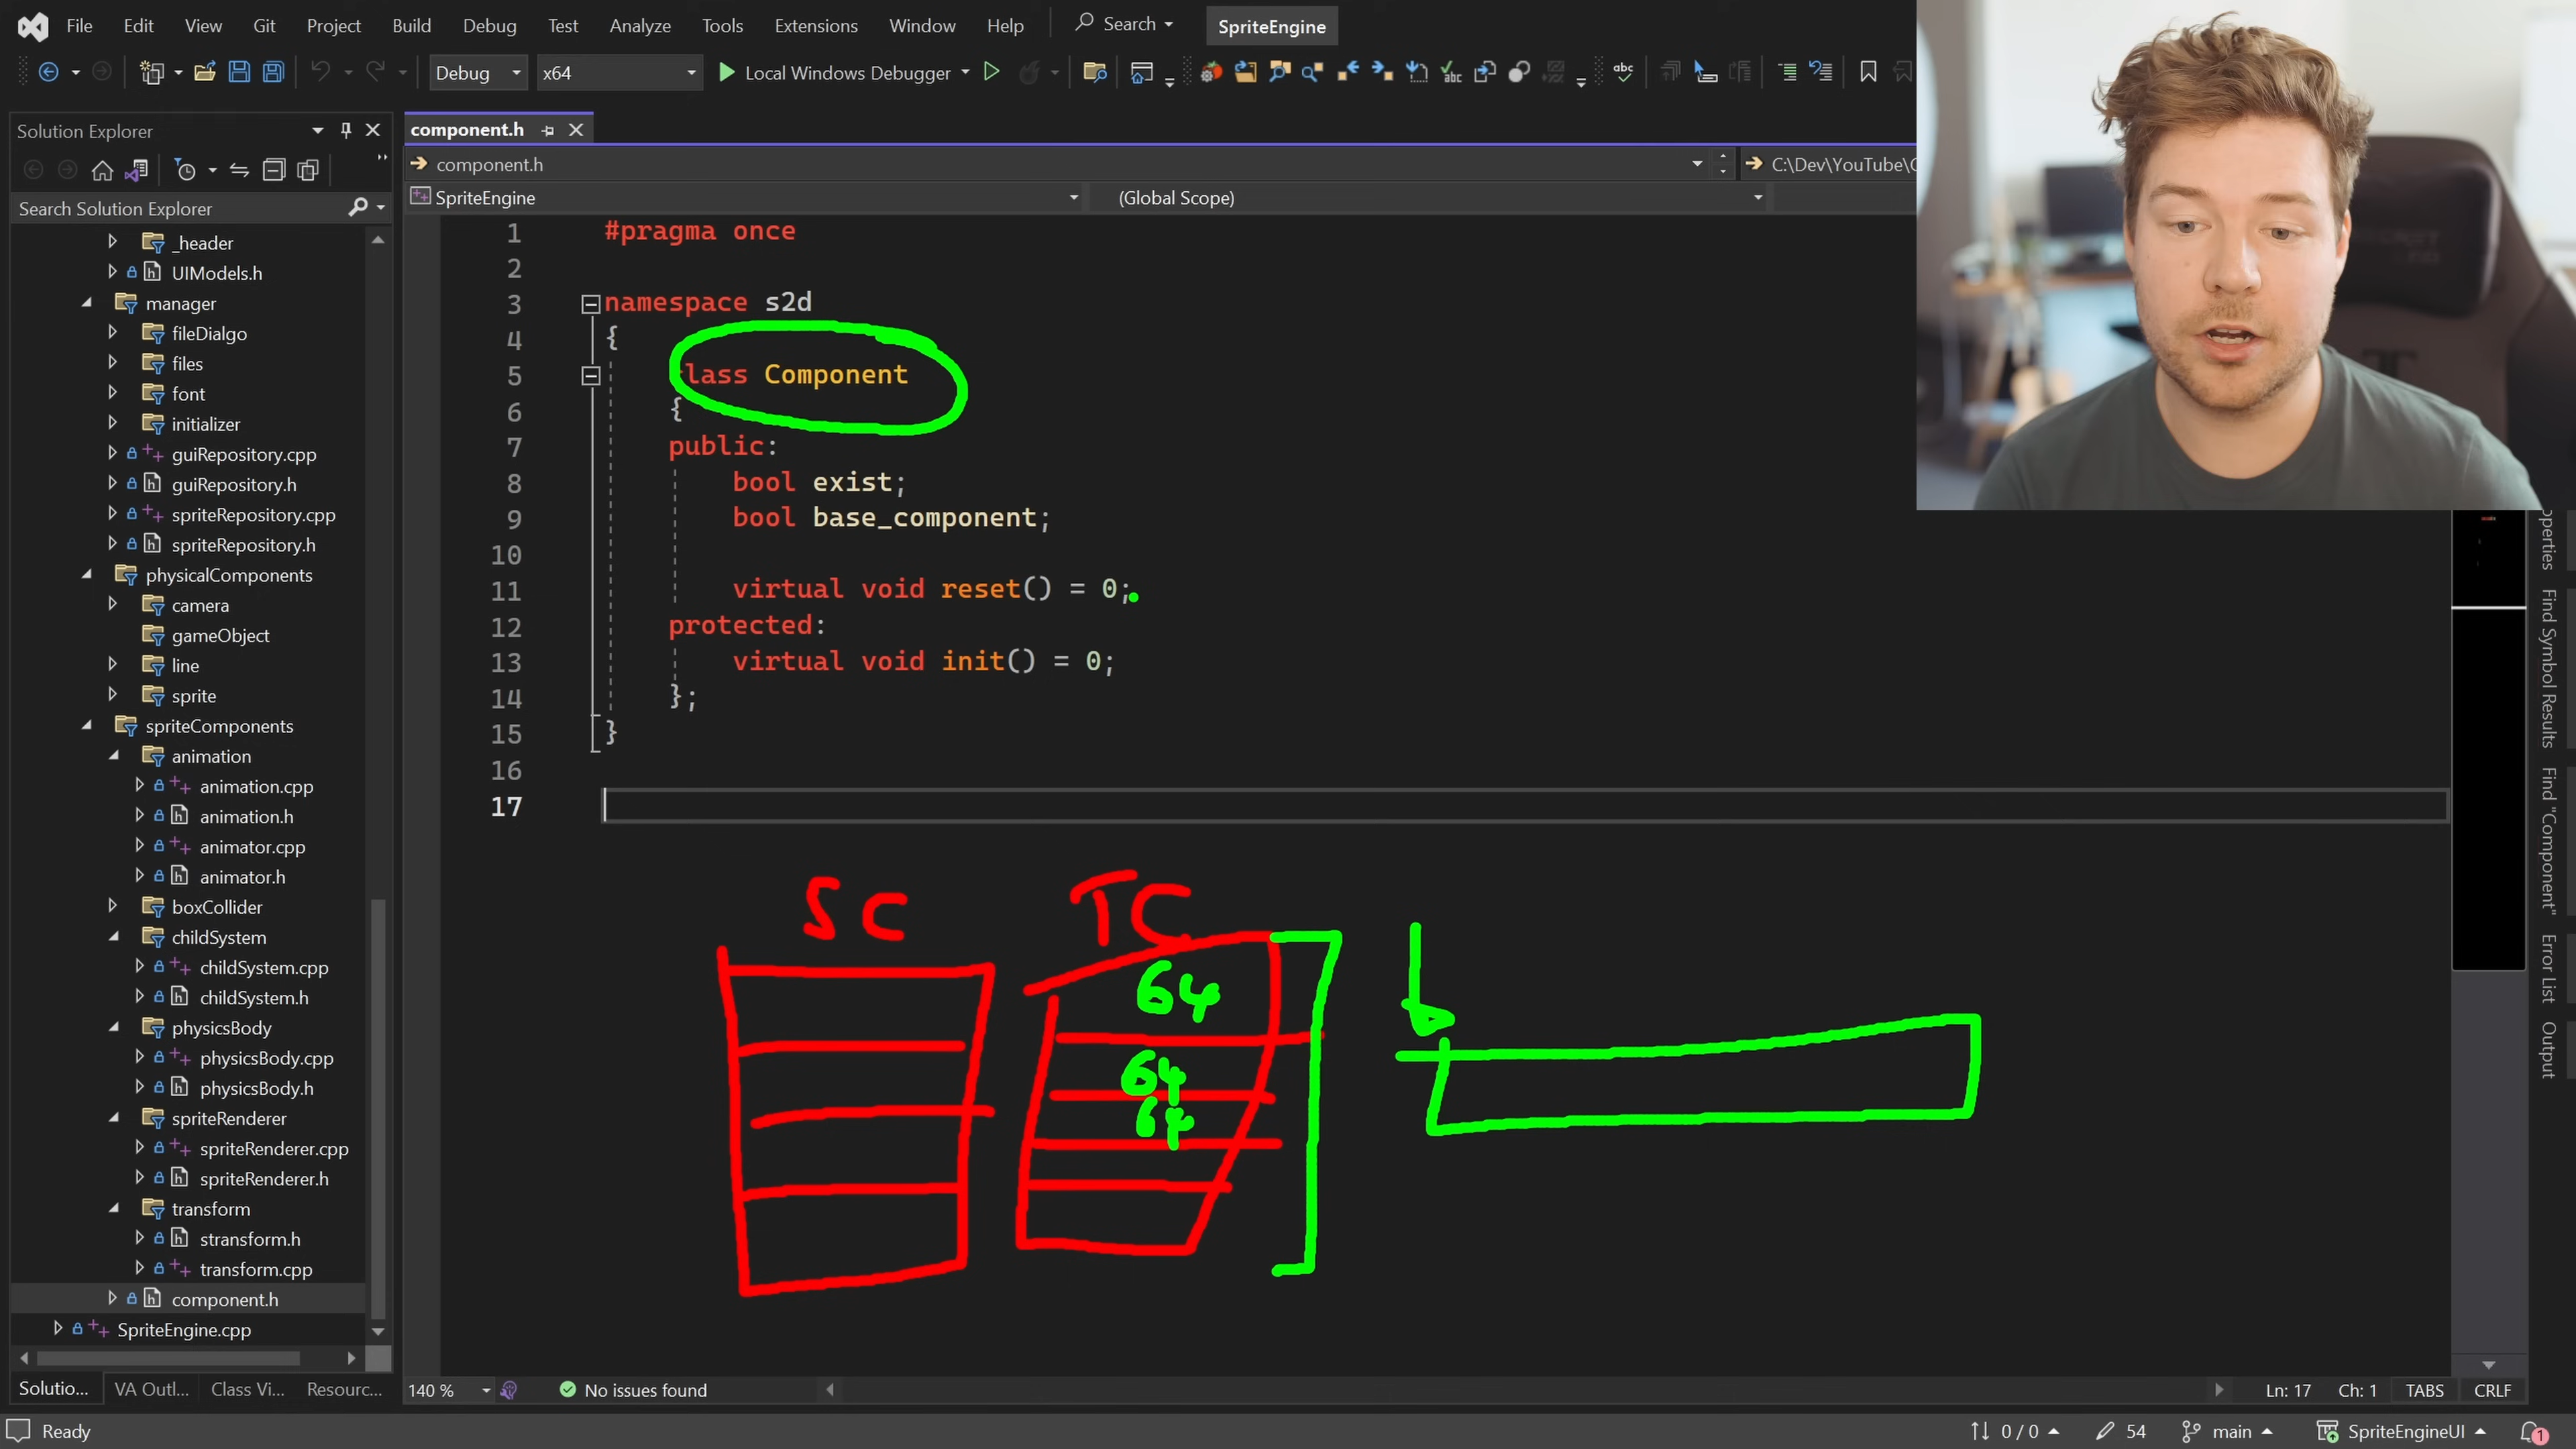 File Edit View Git Project Build Debug Test Analyze Tools Extensions Window Help Search SpriteEngine
Debug x64 Local Windows Debugger
Solution Explorer
Search Solution Explorer
_header
UIModels.h
manager
fileDialgo
files
font
initializer
guiRepository.cpp
guiRepository.h
spriteRepository.cpp
spriteRepository.h
physicalComponents
camera
gameObject
line
sprite
spriteComponents
animation
animation.cpp
animation.h
animator.cpp
animator.h
boxCollider
childSystem
childSystem.cpp
childSystem.h
physicsBody
physicsBody.cpp
physicsBody.h
spriteRenderer
spriteRenderer.cpp
spriteRenderer.h
transform
stransform.h
transform.cpp
component.h
SpriteEngine.cpp
Solutio... VA Outl... Class Vi... Resourc...
component.h
component.h C:\Dev\YouTube\
SpriteEngine (Global Scope)
1 #pragma once
2
3 namespace s2d
4 {
5 lass Component
6 {
7 public:
8 bool exist;
9 bool base_component;
10
11 virtual void reset() = 0;
12 protected:
13 virtual void init() = 0;
14 };
15 }
16
17
SC TC
64
64
64
operties
Find Symbol Results
Find "Component"
Error List
Output
140 % No issues found Ln: 17 Ch: 1 TABS CRLF
Ready 0 / 0 54 main SpriteEngineUI 1